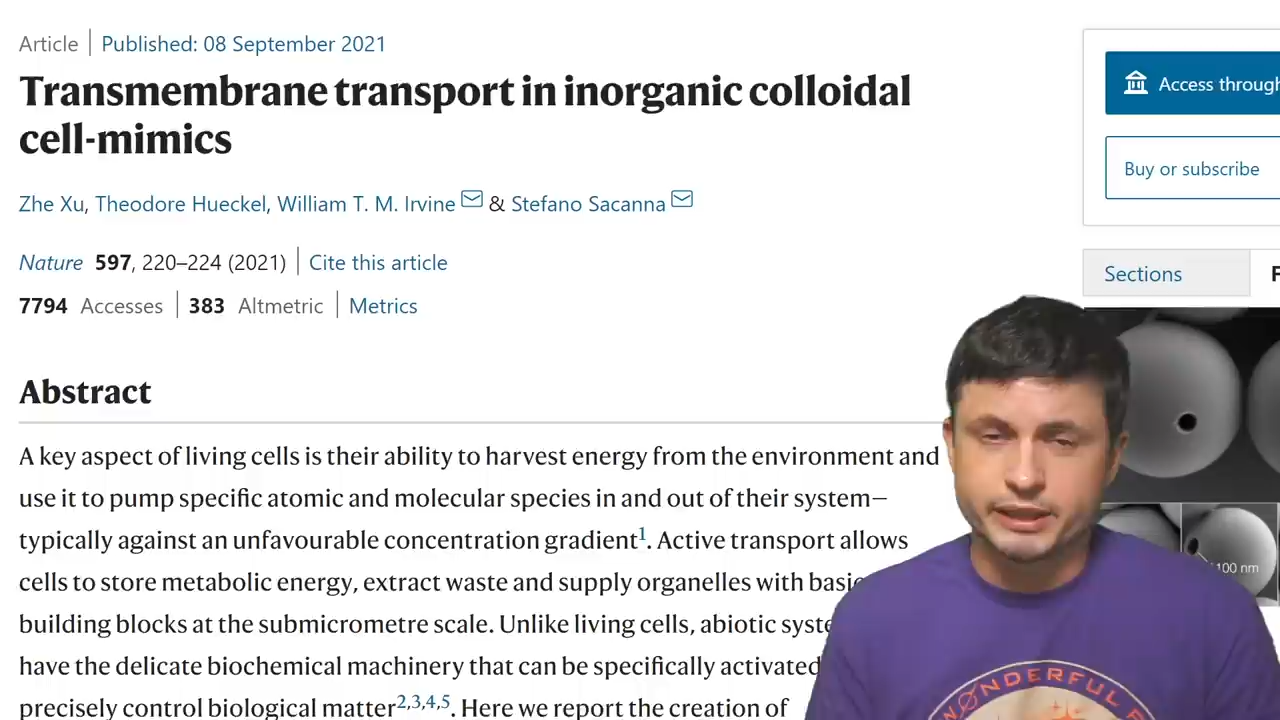 Article | Published: 08 September 2021
Transmembrane transport in inorganic colloidal
cell-mimics
Zhe Xu, Theodore Hueckel, William T. M. Irvine & Stefano Sacanna
Nature 597, 220–224 (2021) | Cite this article
7794 Accesses | 383 Altmetric | Metrics
Abstract
A key aspect of living cells is their ability to harvest energy from the environment and
use it to pump specific atomic and molecular species in and out of their system—
typically against an unfavourable concentration gradient1. Active transport allows
cells to store metabolic energy, extract waste and supply organelles with basic
building blocks at the submicrometre scale. Unlike living cells, abiotic syste
have the delicate biochemical machinery that can be specifically activated
precisely control biological matter2,3,4,5. Here we report the creation of
Access through
Buy or subscribe
Sections
F
100 nm
WONDERFUL